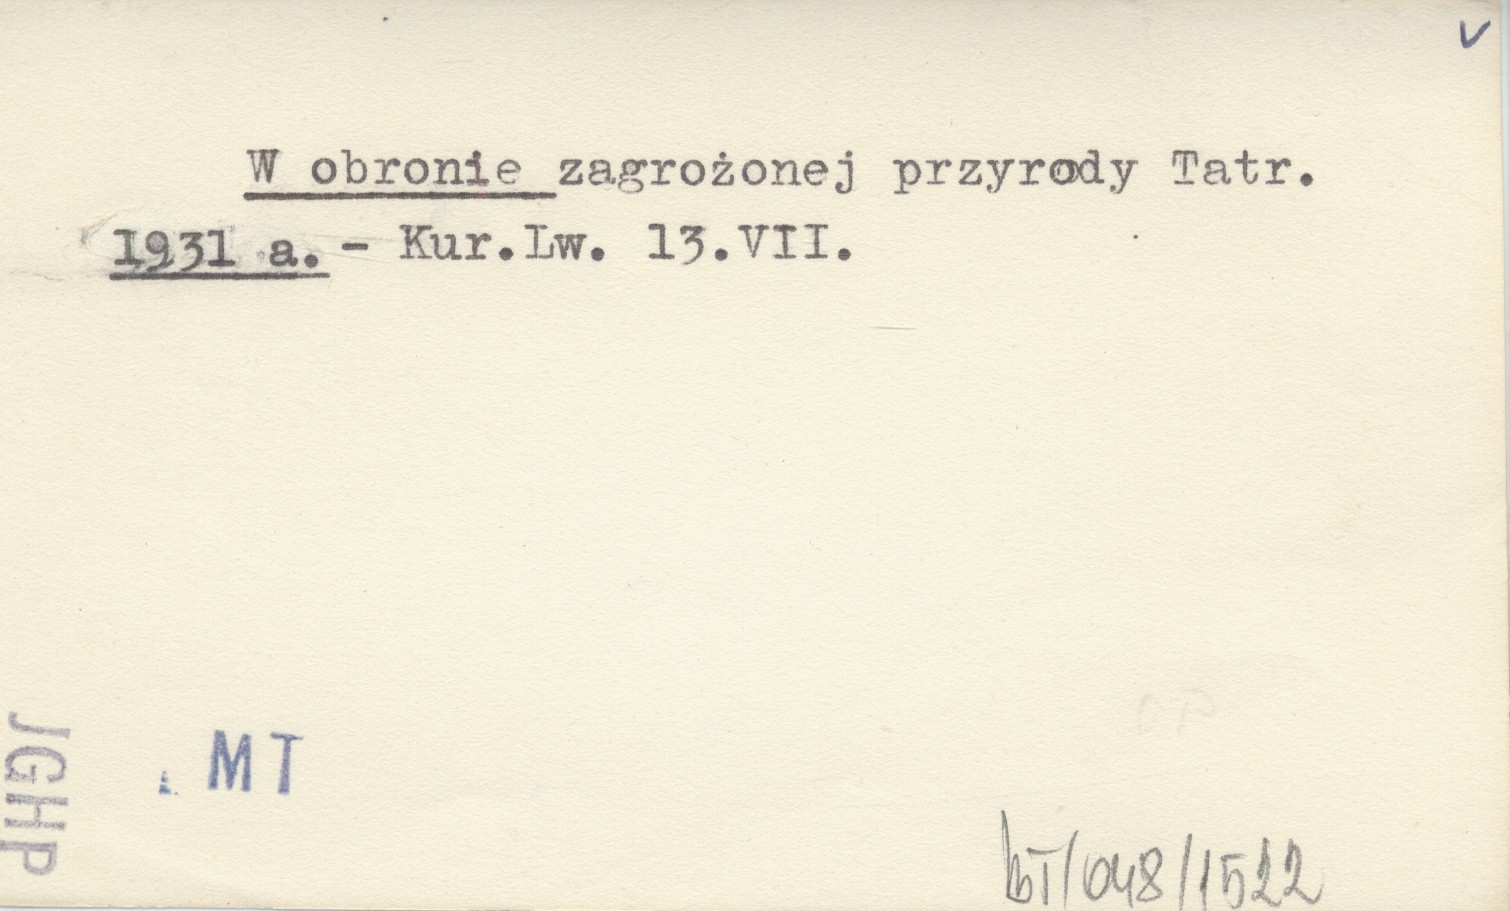 V
W obronie zagrożonej przyrody Tatr.
1931 a. - Kur.Lw. 13.VII.
JGHP
MT
bT/048/1522